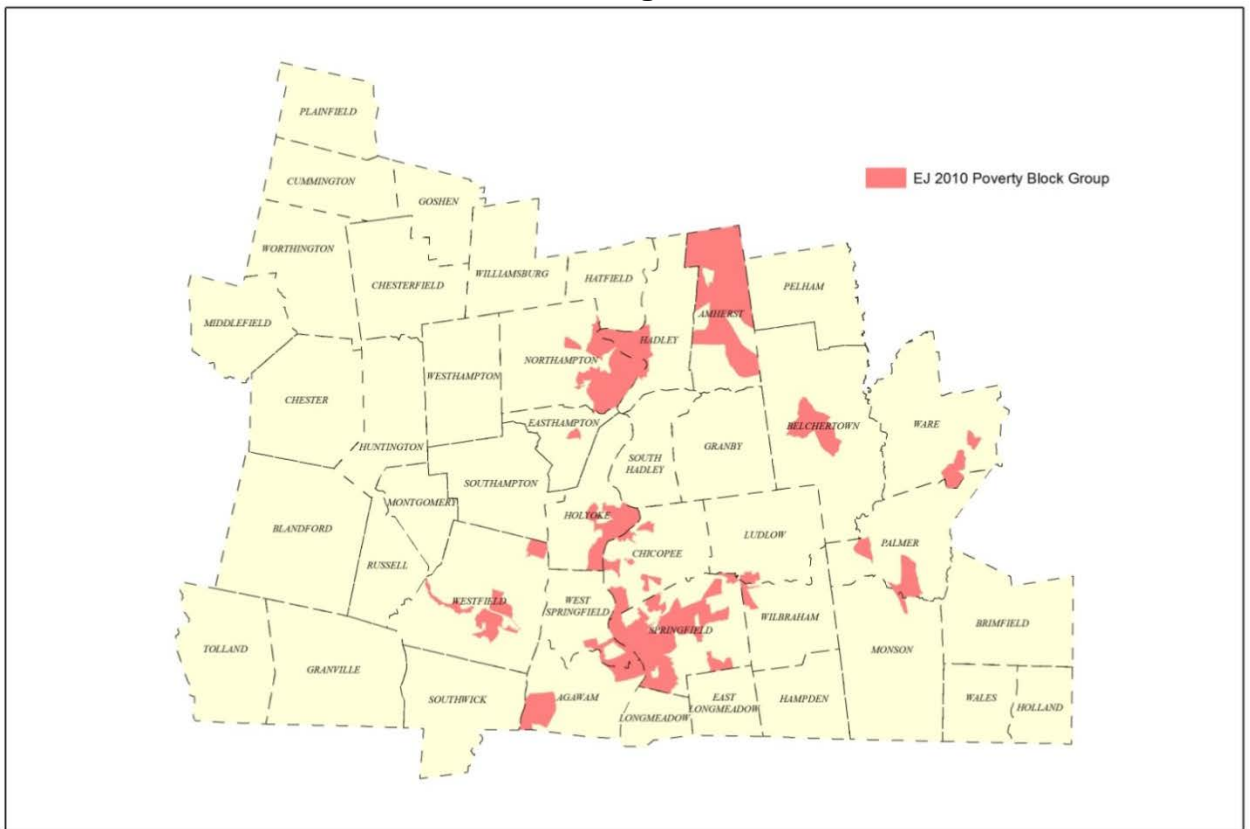 PLAINFIELD
CUMMINGTON
GOSHEN
EJ 2010 Poverty Block Group
WORTHINGTON
CHESTERFIELD
WILLIAMSBURG
HATFIELD
PELHAM
MIDDLEFIELD
AMHERST
HADLEY
NORTHAMPTON
WESTHAMPTON
CHESTER
EASTHAMPTON
BELCHERTOWN
WARE
HUNTINGTON
GRANBY
SOUTH
HADLEY
SOUTHAMPTON
MONTGOMERY
HOLYOKE
BLANDFORD
LUDLOW
PALMER
CHICOPEE
RUSSELL
WESTFIELD
WEST
SPRINGFIELD
SPRINGFIELD
WILBRAHAM
BRIMFIELD
TOLLAND
MONSON
GRANVILLE
SOUTHWICK
AGAWAM
EAST
LONGMEADOW
HAMPDEN
WALES
HOLLAND
LONGMEADOW